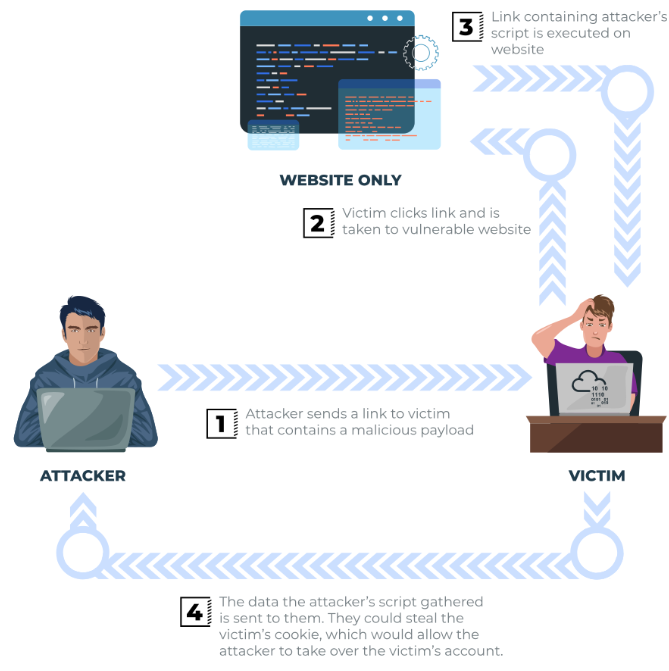 3
Link containing attacker's
script is executed on
website
WEBSITE ONLY
2
Victim clicks link and is
taken to vulnerable website
1
Attacker sends a link to victim
that contains a malicious payload
10 10
1110
ATTACKER
VICTIM
4
The data the attacker's script gathered
is sent to them. They could steal the
victim's cookie, which would allow the
attacker to take over the victim's account.